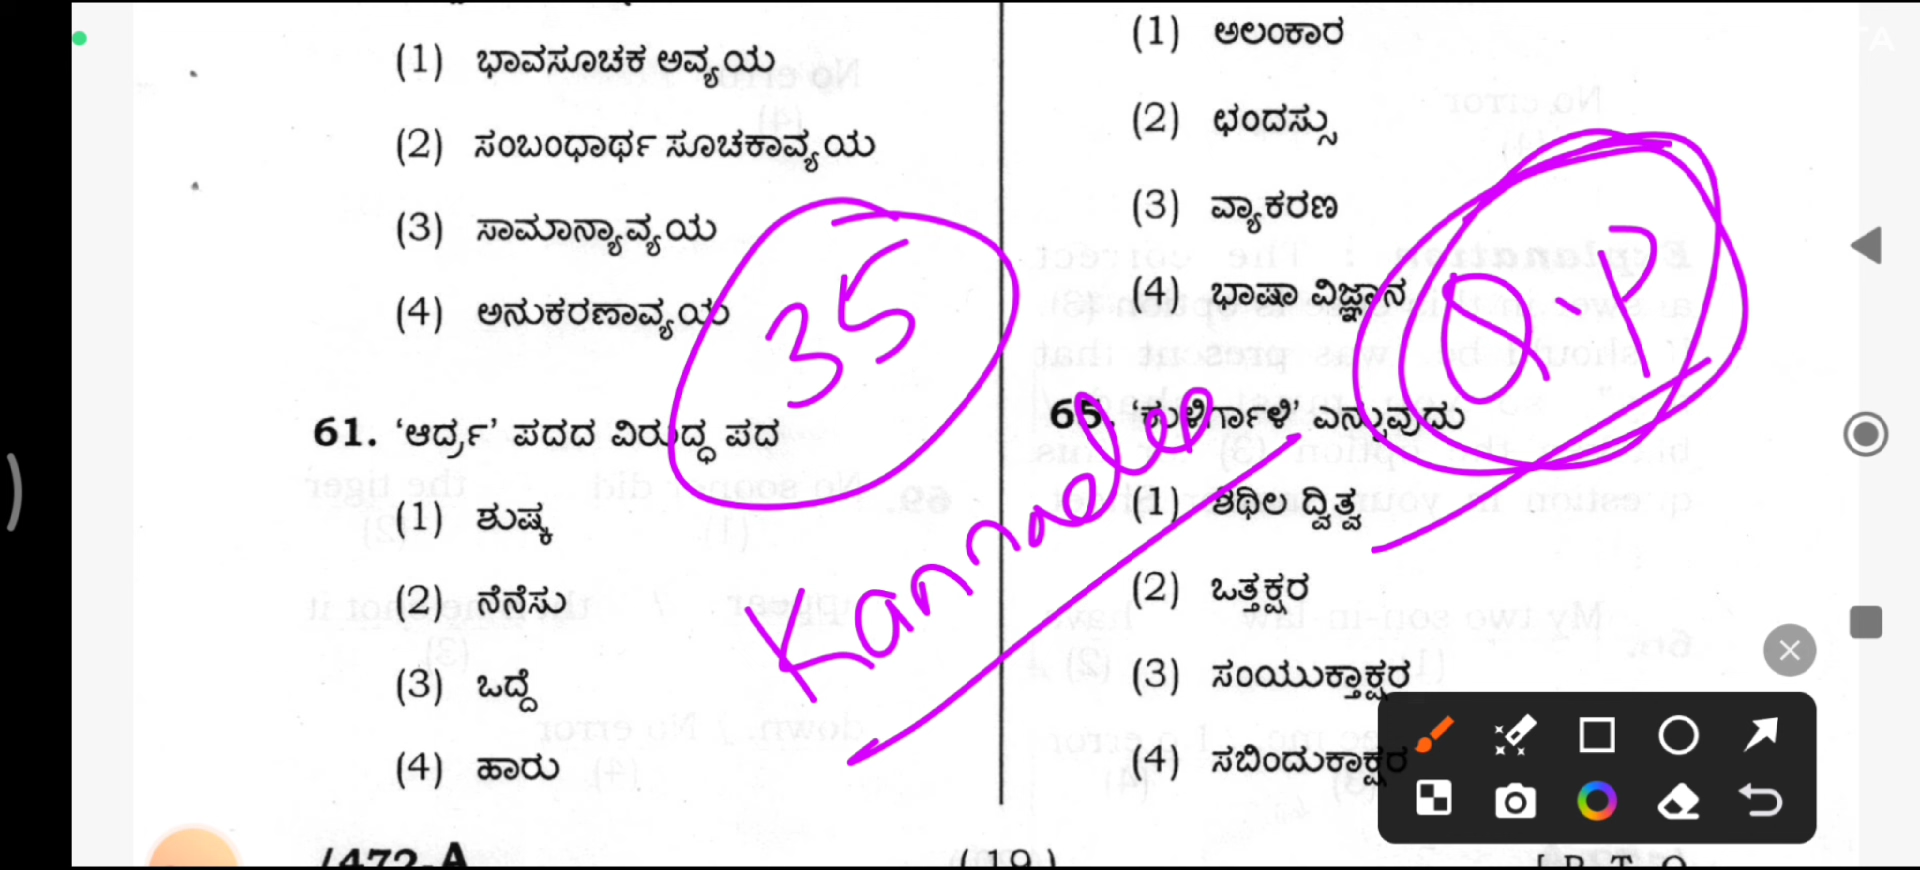 (1) ಭಾವಸೂಚಕ ಅವ್ಯಯ
(2) ಸಂಬಂಧಾರ್ಥ ಸೂಚಕಾವ್ಯಯ
(3) ಸಾಮಾನ್ಯಾವ್ಯಯ
(4) ಅನುಕರಣಾವ್ಯಯ
35
61. ‘ಆರ್ದ್ರ’ ಪದದ ವಿರುದ್ಧ ಪದ
(1) ಶುಷ್ಕ
(2) ನೆನೆಸು
(3) ಒದ್ದೆ
(4) ಹಾರು
/472-A
(19)
(1) ಅಲಂಕಾರ
(2) ಛಂದಸ್ಸು
(3) ವ್ಯಾಕರಣ
(4) ಭಾಷಾ ವಿಜ್ಞಾನ
Q.P
65. ‘ಕುಳಿರ್ಗಾಳಿ’ ಎನ್ನುವುದು
(1) ಶಿಥಿಲ ದ್ವಿತ್ವ
(2) ಒತ್ತಕ್ಷರ
(3) ಸಂಯುಕ್ತಾಕ್ಷರ
(4) ಸಬಿಂದುಕಾಕ್ಷರ
[ P. T. O.